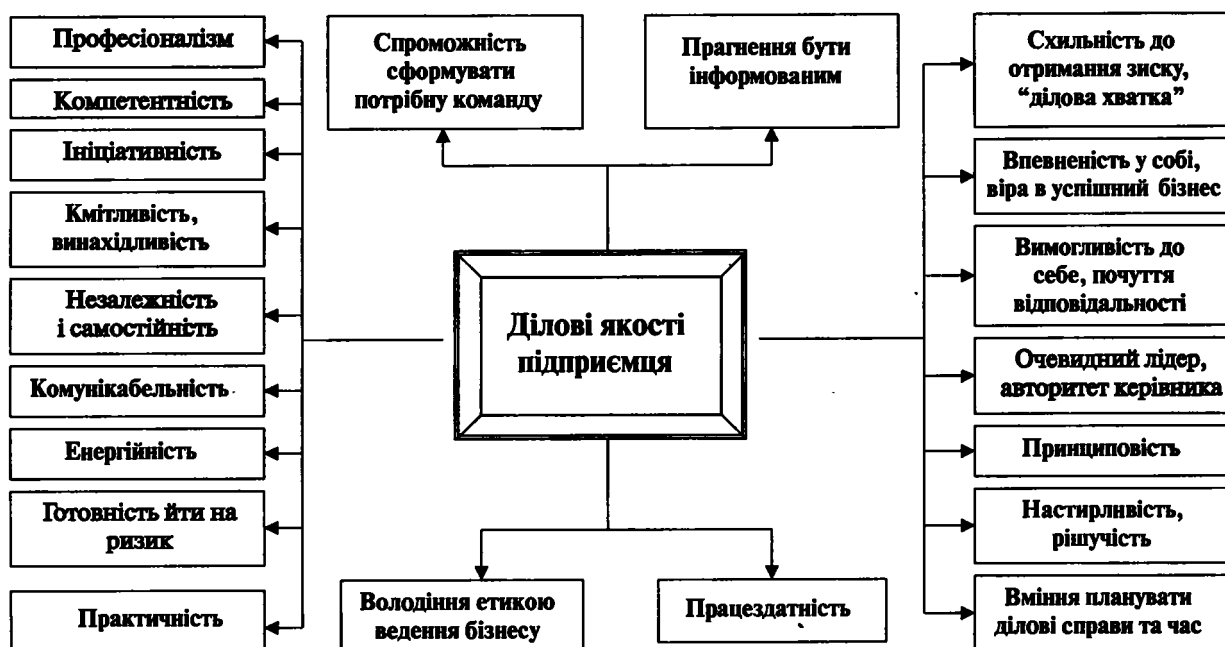 Професіоналізм
Компетентність
Ініціативність
Кмітливість,
винахідливість
Незалежність
і самостійність
Комунікабельність
Енергійність
Готовність йти на
ризик
Практичність
Спроможність
сформувати
потрібну команду
Прагнення бути
інформованим
Ділові якості
підприємця
Володіння етикою
ведення бізнесу
Працездатність
Схильність до
отримання зиску,
“ділова хватка”
Впевненість у собі,
віра в успішний бізнес
Вимогливість до
себе, почуття
відповідальності
Очевидний лідер,
авторитет керівника
Принциповість
Настирливість,
рішучість
Вміння планувати
ділові справи та час